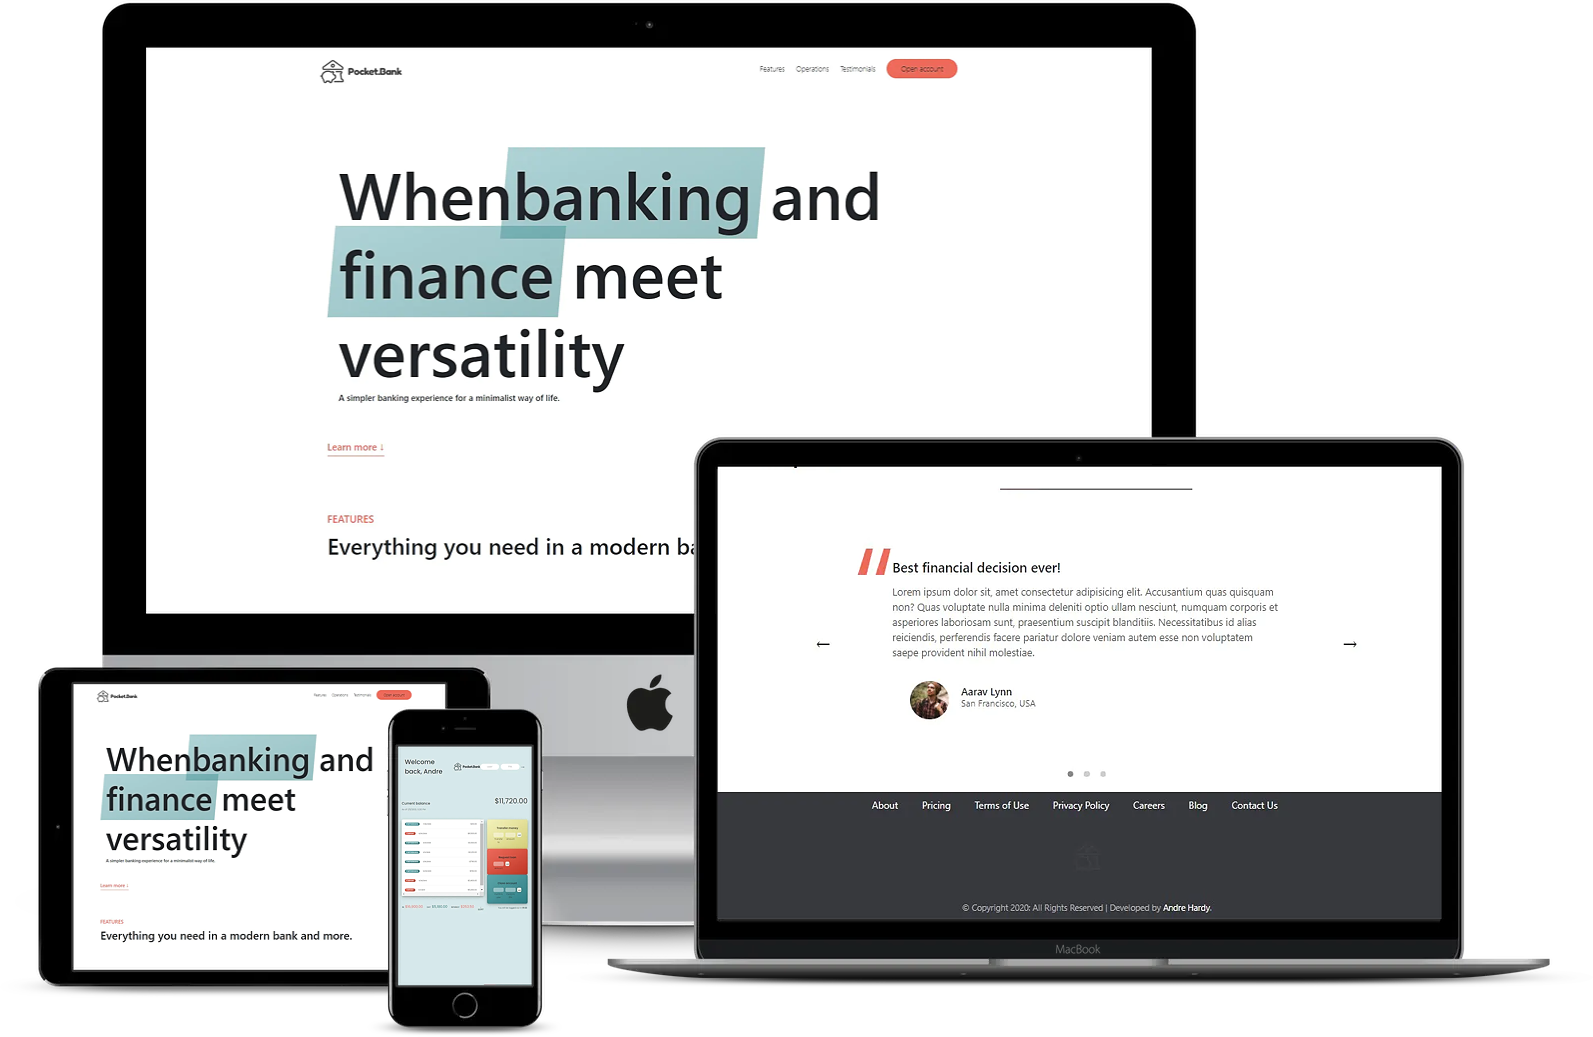 Pocket.Bank
Features Operations Testimonials Open account
Whenbanking and
finance meet
versatility
A simpler banking experience for a minimalist way of life.
Learn more ↓
FEATURES
Everything you need in a modern ba
Best financial decision ever!
Lorem ipsum dolor sit, amet consectetur adipisicing elit. Accusantium quas quisquam
non? Quas voluptate nulla minima deleniti optio ullam nesciunt, numquam corporis et
asperiores laboriosam sunt, praesentium suscipit blanditiis. Necessitatibus id alias
reiciendis, perferendis facere pariatur dolore veniam autem esse non voluptatem
saepe provident nihil molestiae.
← →
Aarav Lynn
San Francisco, USA
About Pricing Terms of Use Privacy Policy Careers Blog Contact Us
© Copyright 2020: All Rights Reserved | Developed by Andre Hardy.
MacBook
Pocket.Bank
Features Operations Testimonials Open account
Whenbanking and
finance meet
versatility
A simpler banking experience for a minimalist way of life.
Learn more ↓
FEATURES
Everything you need in a modern bank and more.
Welcome
back, Andre
Pocket.Bank
Current balance
$11,720.00
Transfer money